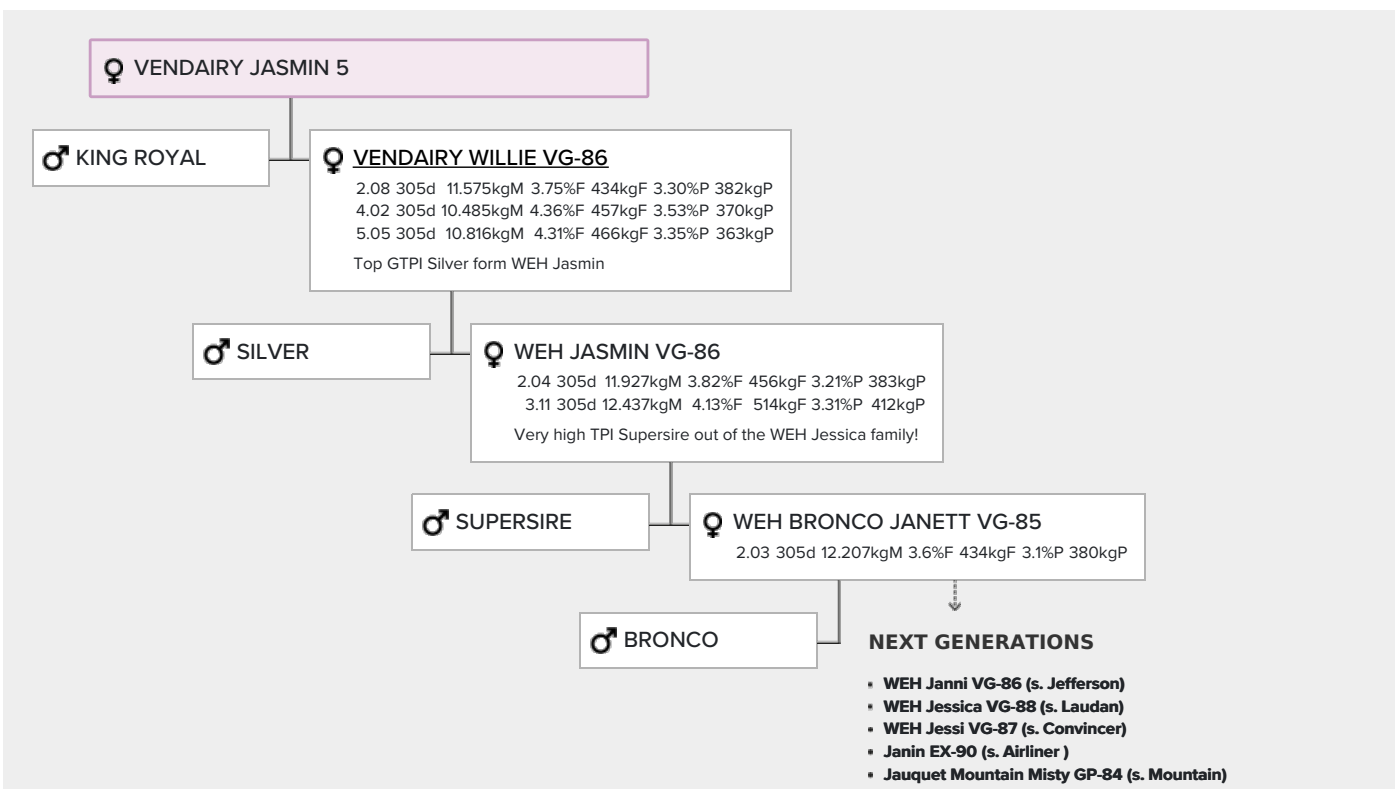 VENDAIRY JASMIN 5
KING ROYAL
VENDAIRY WILLIE VG-86
2.08 305d 11.575kgM 3.75%F 434kgF 3.30%P 382kgP
4.02 305d 10.485kgM 4.36%F 457kgF 3.53%P 370kgP
5.05 305d 10.816kgM 4.31%F 466kgF 3.35%P 363kgP
Top GTPI Silver form WEH Jasmin
SILVER
WEH JASMIN VG-86
2.04 305d 11.927kgM 3.82%F 456kgF 3.21%P 383kgP
3.11 305d 12.437kgM 4.13%F 514kgF 3.31%P 412kgP
Very high TPI Supersire out of the WEH Jessica family!
SUPERSIRE
WEH BRONCO JANETT VG-85
2.03 305d 12.207kgM 3.6%F 434kgF 3.1%P 380kgP
BRONCO
NEXT GENERATIONS
WEH Janni VG-86 (s. Jefferson)
WEH Jessica VG-88 (s. Laudan)
WEH Jessi VG-87 (s. Convincer)
Janin EX-90 (s. Airliner )
Jauquet Mountain Misty GP-84 (s. Mountain)